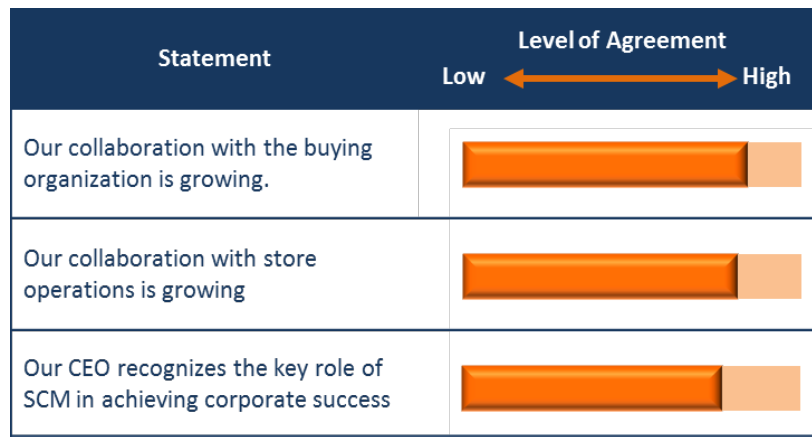 Statement
Level of Agreement
Low High
Our collaboration with the buying
organization is growing.
Our collaboration with store
operations is growing
Our CEO recognizes the key role of
SCM in achieving corporate success